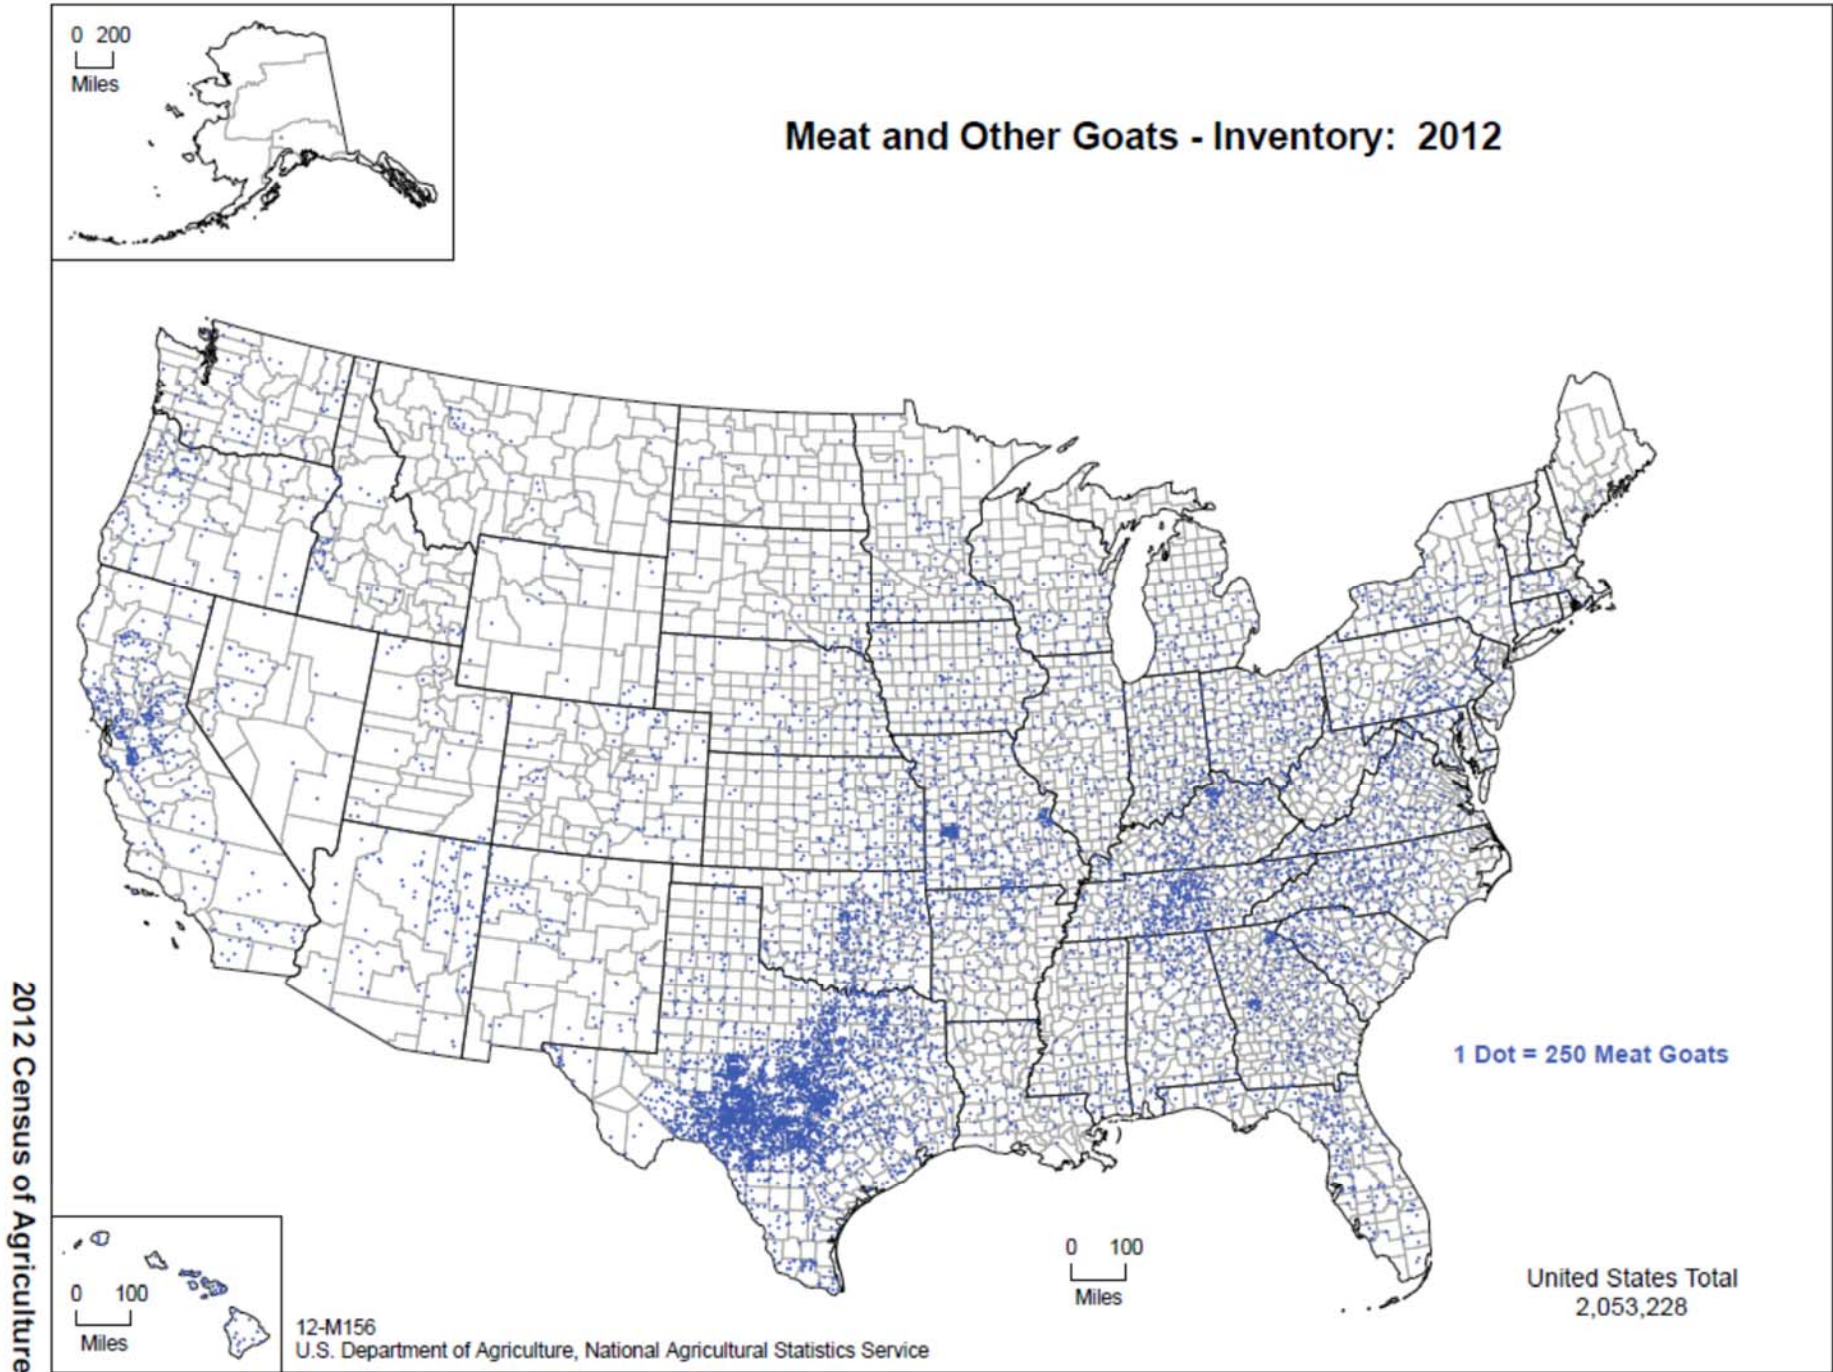 0 200
Miles
Meat and Other Goats - Inventory: 2012
1 Dot = 250 Meat Goats
0 100
Miles
United States Total
2,053,228
0 100
Miles
12-M156
U.S. Department of Agriculture, National Agricultural Statistics Service
2012 Census of Agriculture